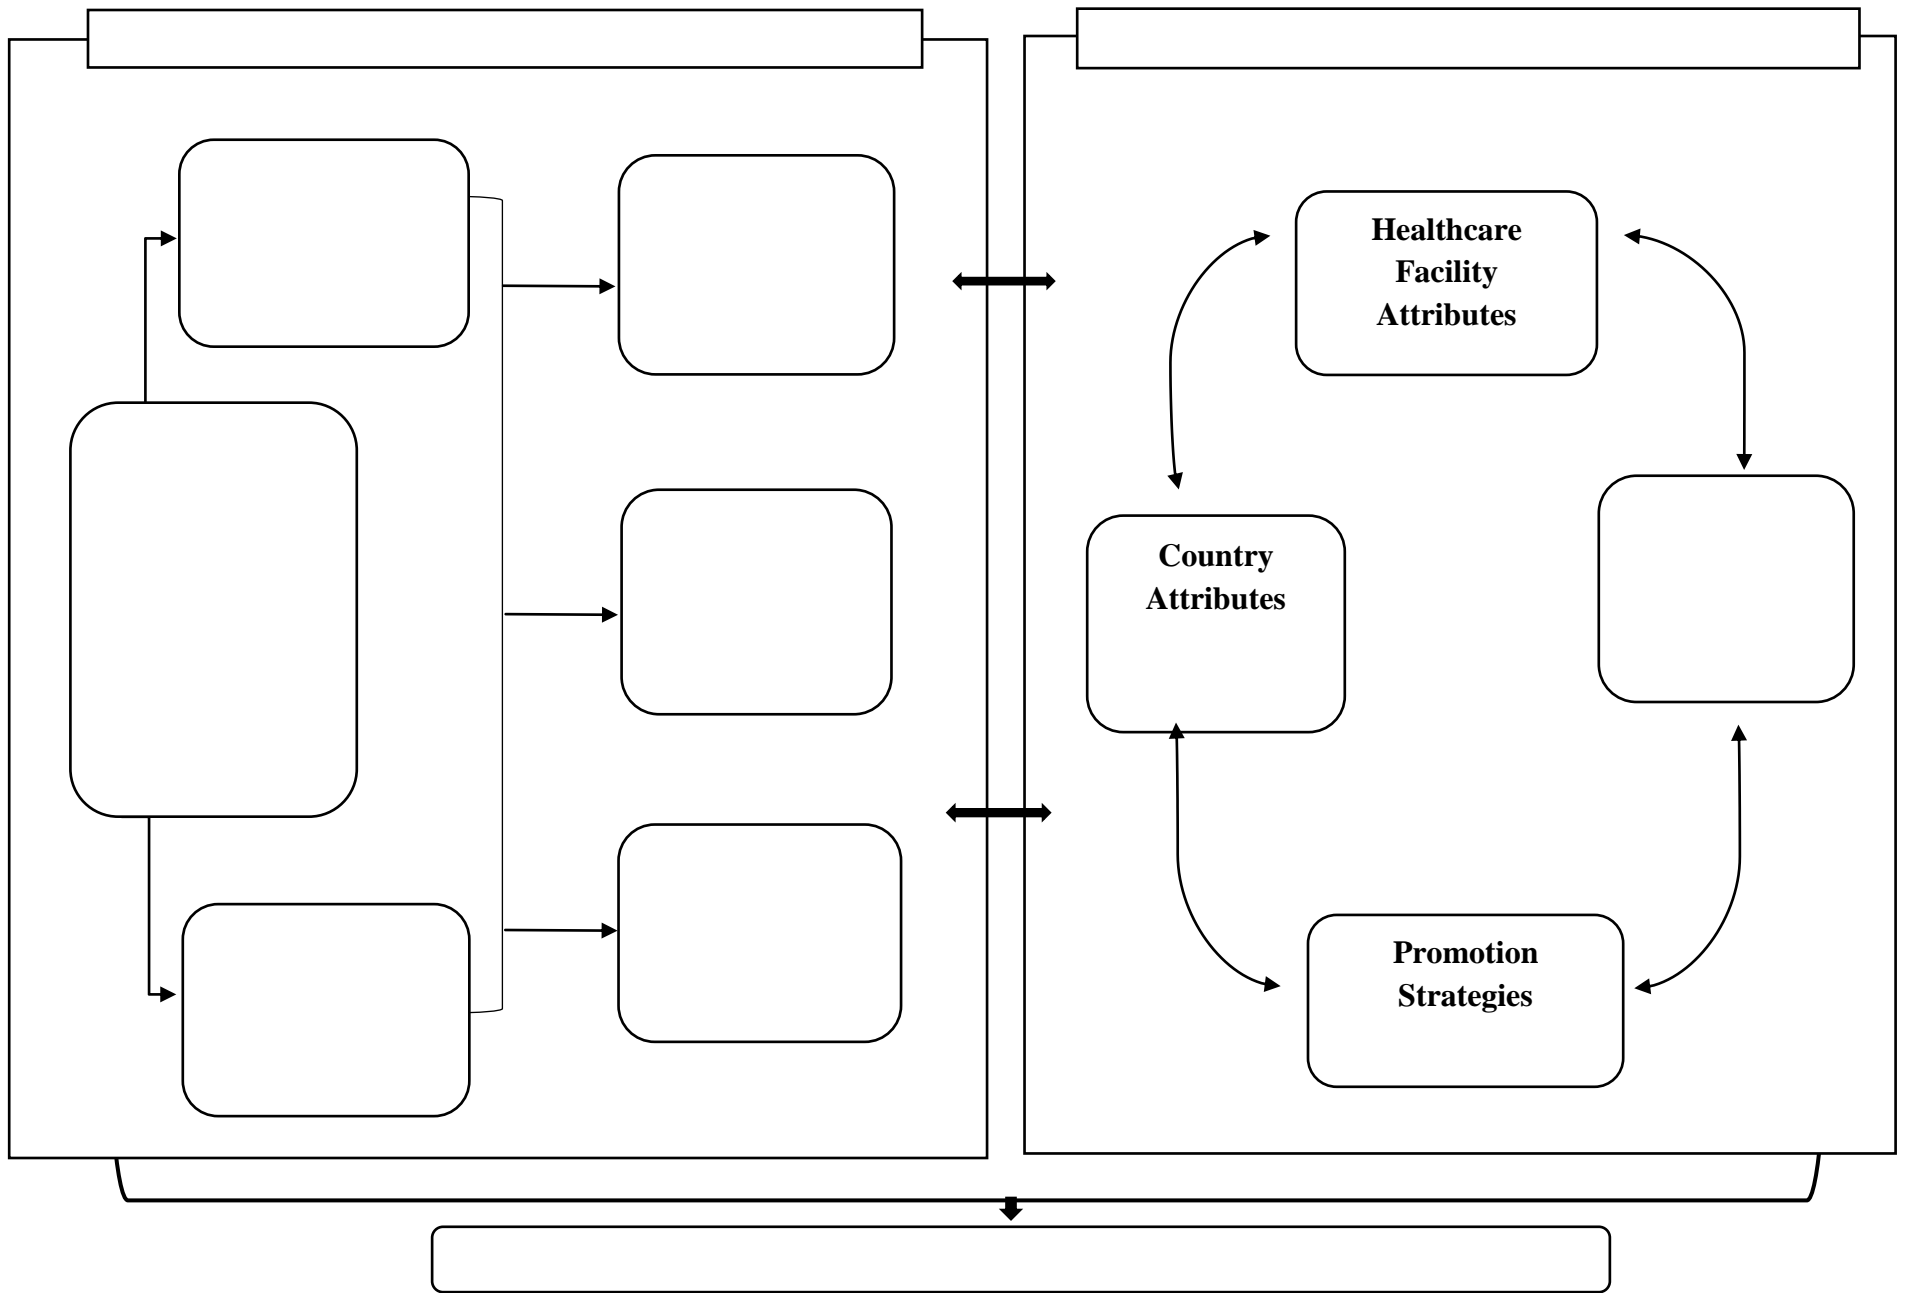 Healthcare
Facility
Attributes
Country
Attributes
Promotion
Strategies